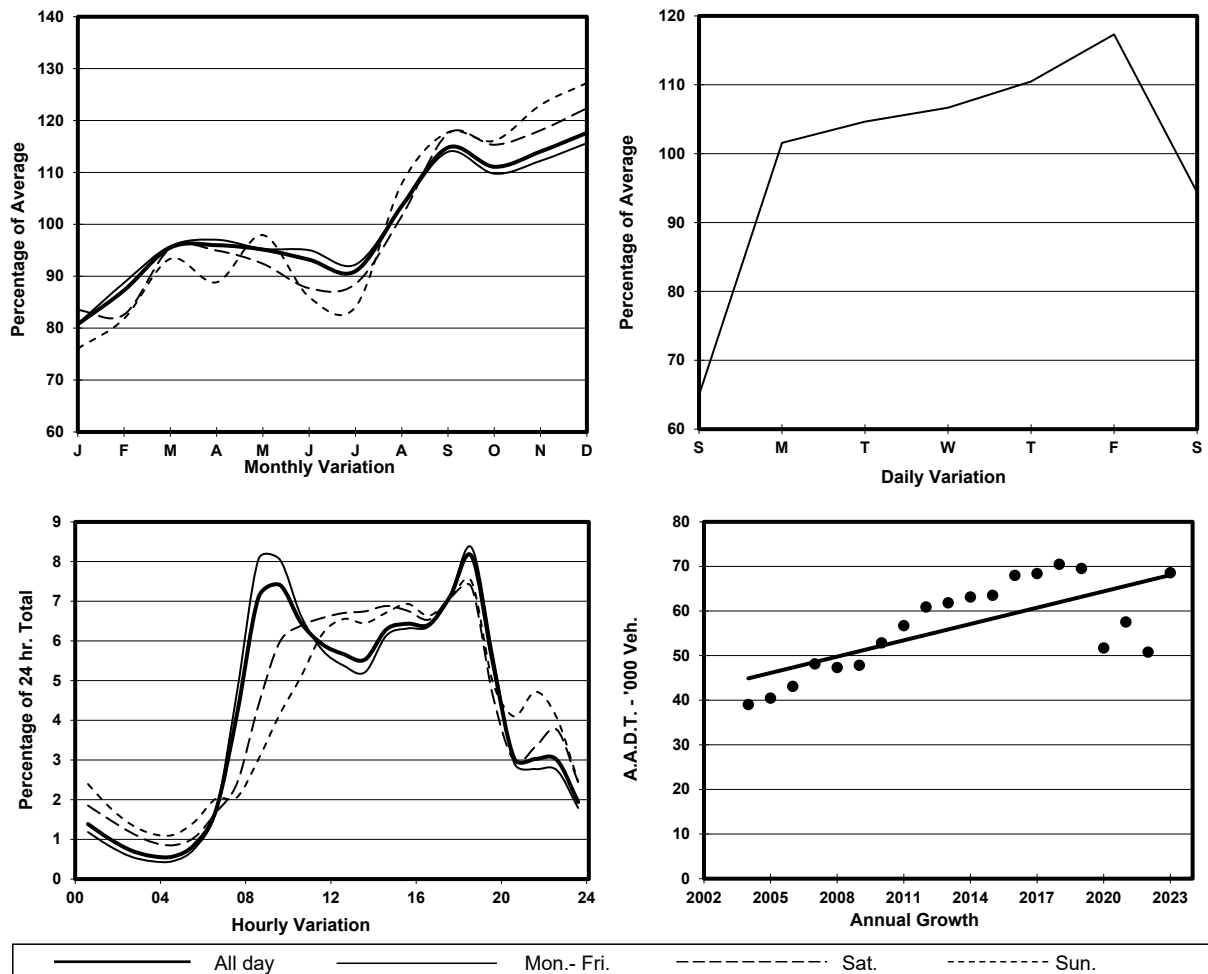 Percentage of Average
140
130
120
110
100
90
80
70
60
J F M A M J J A S O N D
Monthly Variation
Percentage of Average
120
110
100
90
80
70
60
S M T W T F S
Daily Variation
Percentage of 24 hr. Total
9
8
7
6
5
4
3
2
1
0
00 04 08 12 16 20 24
Hourly Variation
A.A.D.T. - '000 Veh.
80
70
60
50
40
30
20
10
0
2002 2005 2008 2011 2014 2017 2020 2023
Annual Growth
All day Mon.- Fri. Sat. Sun.